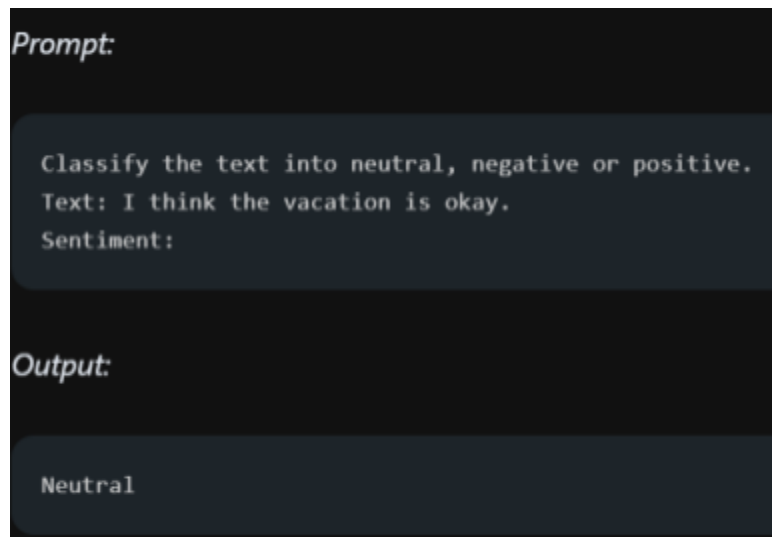 Prompt:
Classify the text into neutral, negative or positive.
Text: I think the vacation is okay.
Sentiment:
Output:
Neutral